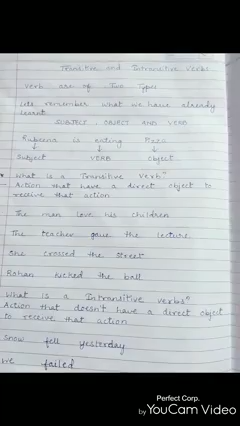 Transitive and Intransitive verbs
Verb are of Two Types
Lets remember what we have already
learnt
SUBJECT, OBJECT AND VERB
is eating
Subject VERB Object
What is a Transitive Verb"
Action that have a direct object to
receive that action
The man love his children
The teacher gave the lecture
She crossed the street
Rohan kicked the ball
What is a Intranstitive verbs"
Action that doesn't have a direct object
to receive that action
Snow fell yesterday
We failed
Perfect Corp.
by YouCam Video